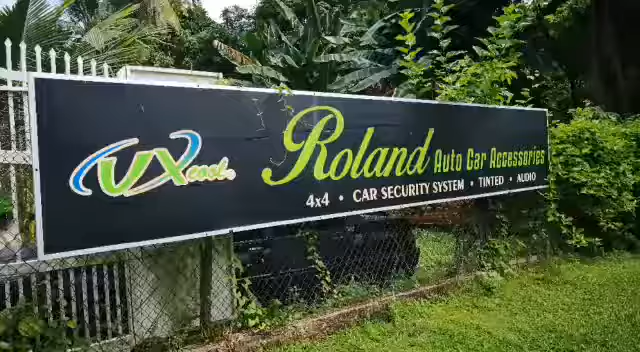 VX cool.
Roland Auto Car Accessories
4x4 • CAR SECURITY SYSTEM • TINTED • AUDIO